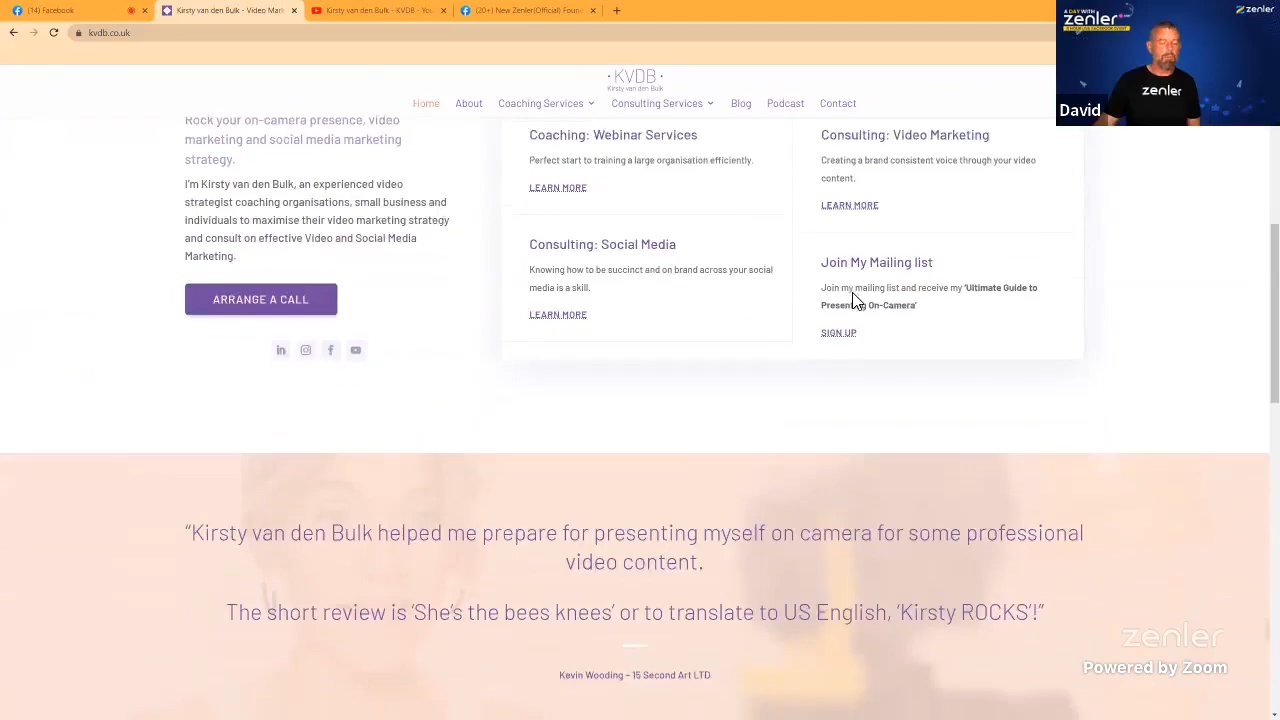 (14) Facebook
Kirsty van den Bulk - Video Mark
Kirsty van den Bulk - KVDB - You
(20+) New Zenler(Official) Foun
kvdb.co.uk
A DAY WITH
zenler
zenler
zenler
David
·KVDB·
Kirsty van den Bulk
Home
About
Coaching Services
Consulting Services
Blog
Podcast
Contact
Rock your on-camera presence, video
marketing and social media marketing
strategy.
I'm Kirsty van den Bulk, an experienced video
strategist coaching organisations, small business and
individuals to maximise their video marketing strategy
and consult on effective Video and Social Media
Marketing.
ARRANGE A CALL
Coaching: Webinar Services
Perfect start to training a large organisation efficiently.
LEARN MORE
Consulting: Social Media
Knowing how to be succinct and on brand across your social
media is a skill.
LEARN MORE
Consulting: Video Marketing
Creating a brand consistent voice through your video
content.
LEARN MORE
Join My Mailing list
Join my mailing list and receive my 'Ultimate Guide to
On-Camera'
SIGN UP
"Kirsty van den Bulk helped me prepare for presenting myself on camera for some professional
video content.
The short review is 'She's the bees knees' or to translate to US English, 'Kirsty ROCKS'!"
Kevin Wooding – 15 Second Art LTD
zenler
Powered by Zoom